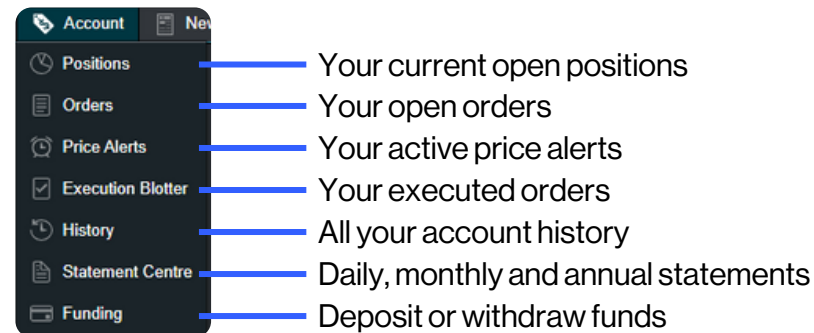 Account New
Positions Your current open positions
Orders Your open orders
Price Alerts Your active price alerts
Execution Blotter Your executed orders
History All your account history
Statement Centre Daily, monthly and annual statements
Funding Deposit or withdraw funds